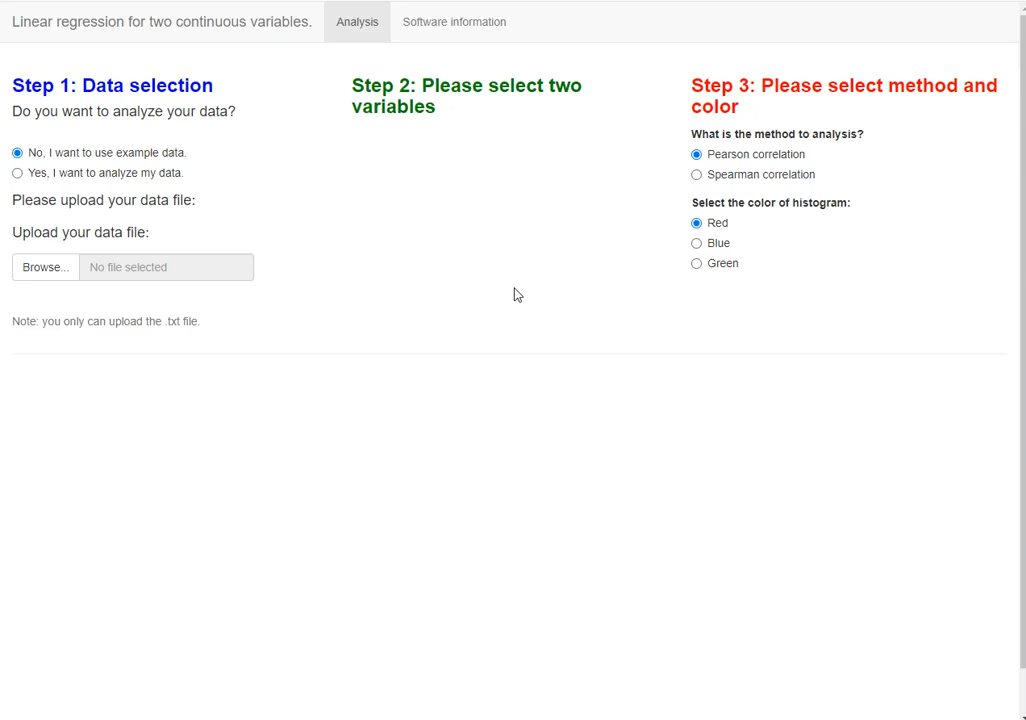 Linear regression for two continuous variables.
Analysis
Software information
Step 1: Data selection
Do you want to analyze your data?
No, I want to use example data.
Yes, I want to analyze my data.
Please upload your data file:
Upload your data file:
Browse...
No file selected
Note: you only can upload the .txt file.
Step 2: Please select two
variables
Step 3: Please select method and
color
What is the method to analysis?
Pearson correlation
Spearman correlation
Select the color of histogram:
Red
Blue
Green